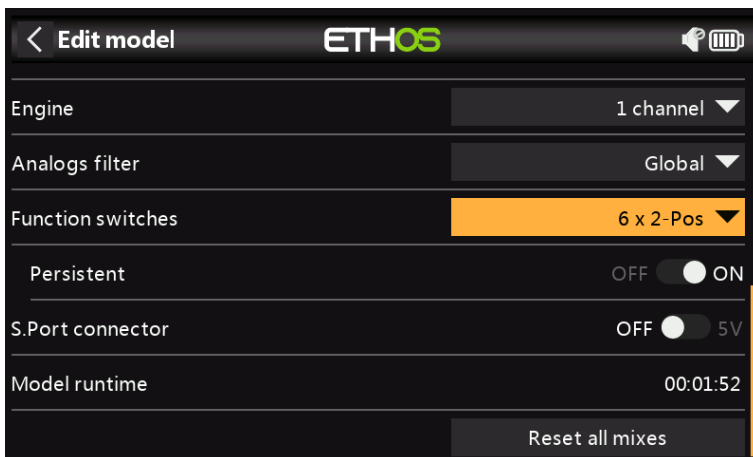 Edit model ETHOS
Engine 1 channel
Analogs filter Global
Function switches 6 x 2-Pos
Persistent OFF ON
S.Port connector OFF 5V
Model runtime 00:01:52
Reset all mixes